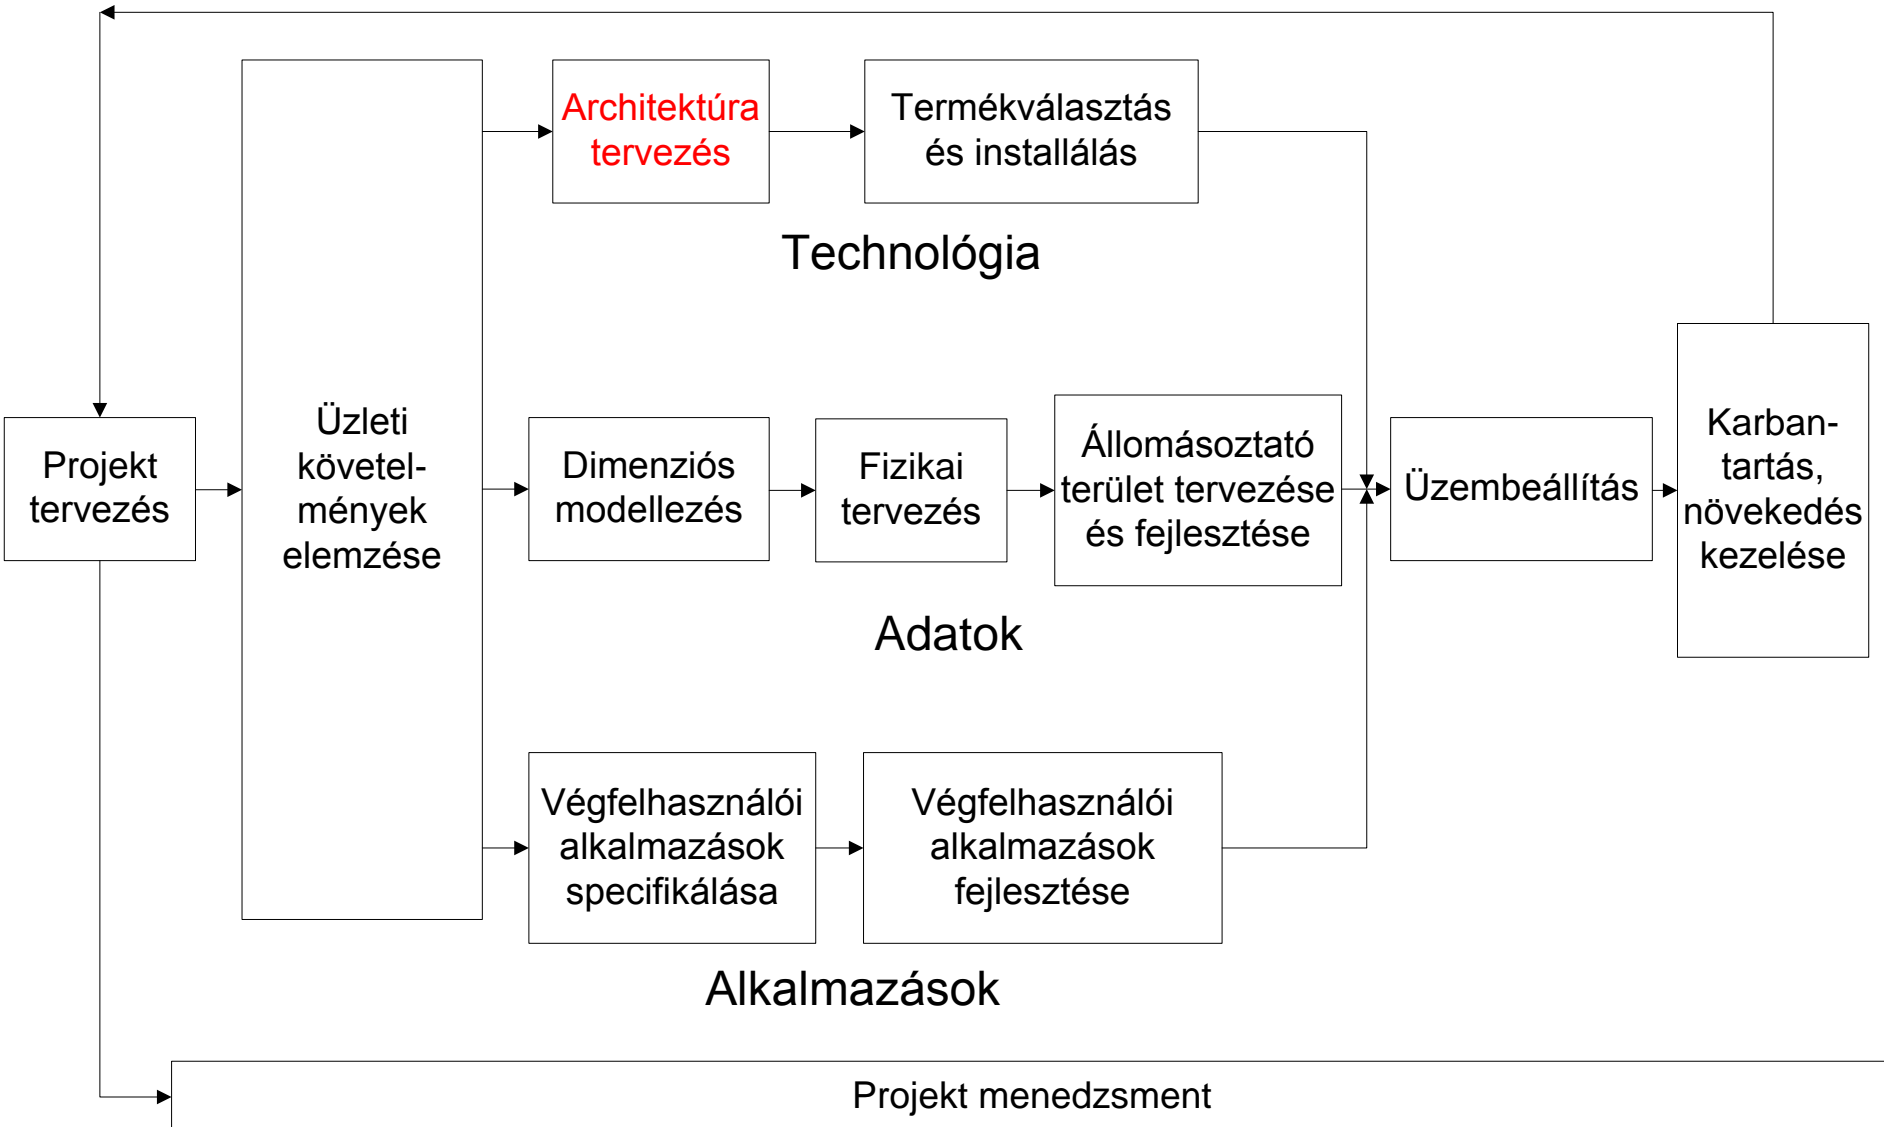 Architektúra
tervezés
Termékválasztás
és installálás
Technológia
Projekt
tervezés
Üzleti
követel-
mények
elemzése
Dimenziós
modellezés
Fizikai
tervezés
Állomásoztató
terület tervezése
és fejlesztése
Üzembeállítás
Karban-
tartás,
növekedés
kezelése
Adatok
Végfelhasználói
alkalmazások
specifikálása
Végfelhasználói
alkalmazások
fejlesztése
Alkalmazások
Projekt menedzsment